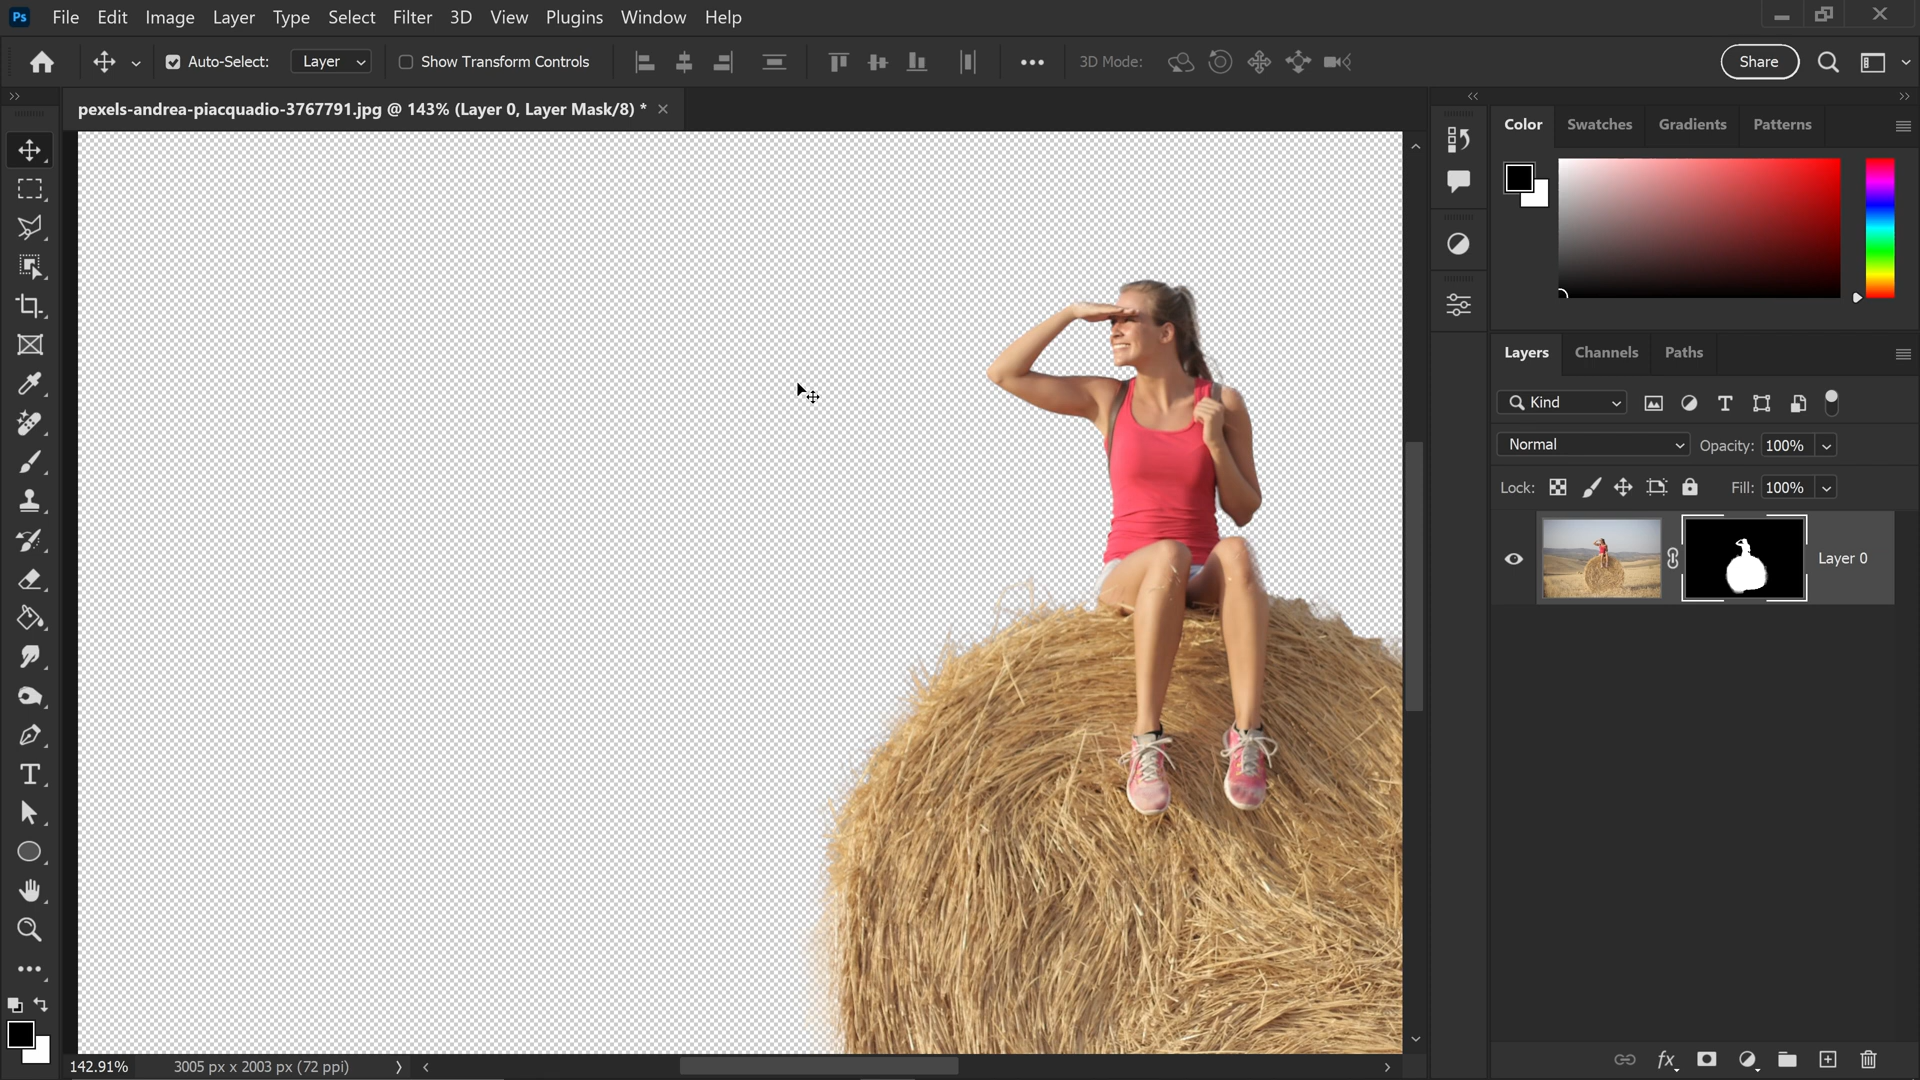 Ps File Edit Image Layer Type Select Filter 3D View Plugins Window Help
Auto-Select: Layer Show Transform Controls 3D Mode: Share
pexels-andrea-piacquadio-3767791.jpg @ 143% (Layer 0, Layer Mask/8) *
Color Swatches Gradients Patterns
Layers Channels Paths
Kind
Normal Opacity: 100%
Lock: Fill: 100%
Layer 0
142.91% 3005 px x 2003 px (72 ppi)
fx